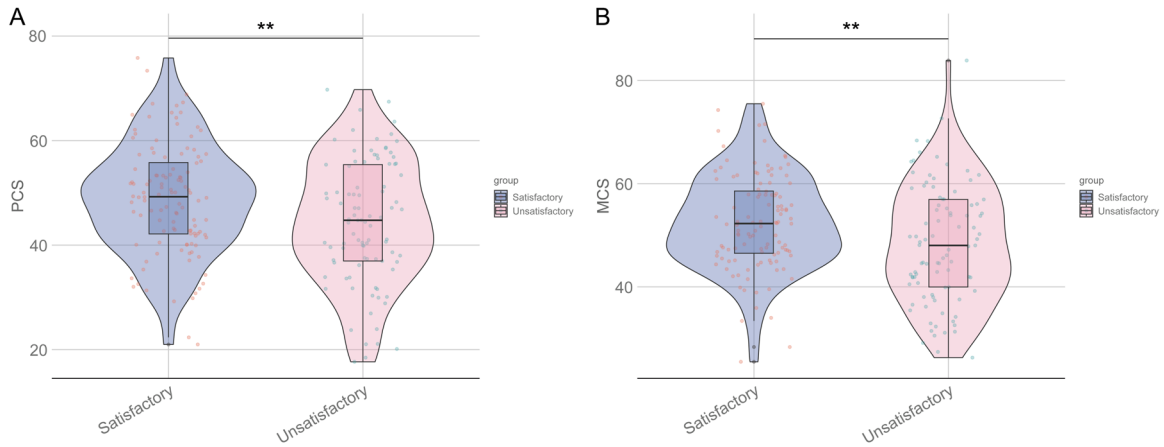 A
PCS
80
60
40
20
**
Satisfactory
Unsatisfactory
group
Satisfactory
Unsatisfactory
B
MCS
80
60
40
**
Satisfactory
Unsatisfactory
group
Satisfactory
Unsatisfactory